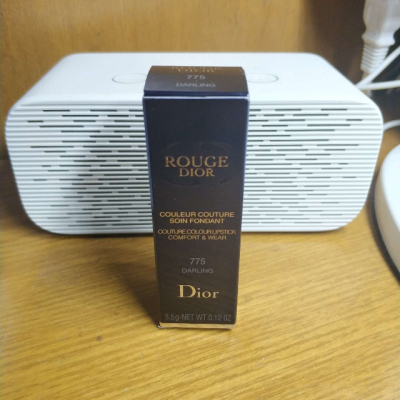 775
DARLING
ROUGE
DIOR
COULEUR COUTURE
SOIN FONDANT
COUTURE COLOUR LIPSTICK
COMFORT & WEAR
775
DARLING
Dior
3.5g-NET WT 0.12 OZ